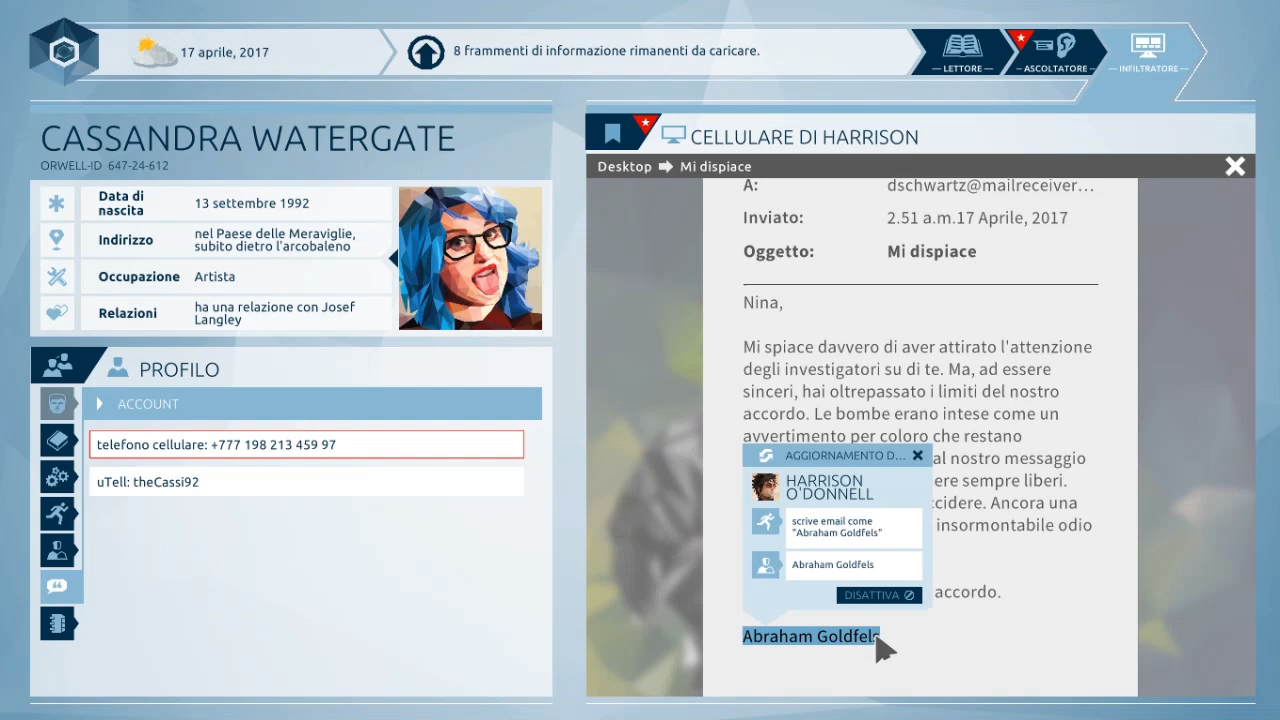 17 aprile, 2017
8 frammenti di informazione rimanenti da caricare.
— LETTORE —
— ASCOLTATORE —
— INFILTRATORE —
CASSANDRA WATERGATE
ORWELL-ID 647-24-612
Data di nascita
13 settembre 1992
Indirizzo
nel Paese delle Meraviglie,
subito dietro l'arcobaleno
Occupazione
Artista
Relazioni
ha una relazione con Josef
Langley
PROFILO
ACCOUNT
telefono cellulare: +777 198 213 459 97
uTell: theCassi92
CELLULARE DI HARRISON
Desktop Mi dispiace
A: dschwartz@mailreceiver...
Inviato: 2.51 a.m.17 Aprile, 2017
Oggetto: Mi dispiace
Nina,
Mi spiace davvero di aver attirato l'attenzione
degli investigatori su di te. Ma, ad essere
sinceri, hai oltrepassato i limiti del nostro
accordo. Le bombe erano intese come un
avvertimento per coloro che restano
al nostro messaggio
ere sempre liberi.
ccidere. Ancora una
insormontabile odio
accordo.
AGGIORNAMENTO D...
HARRISON
O'DONNELL
scrive email come
"Abraham Goldfels"
Abraham Goldfels
DISATTIVA
Abraham Goldfels